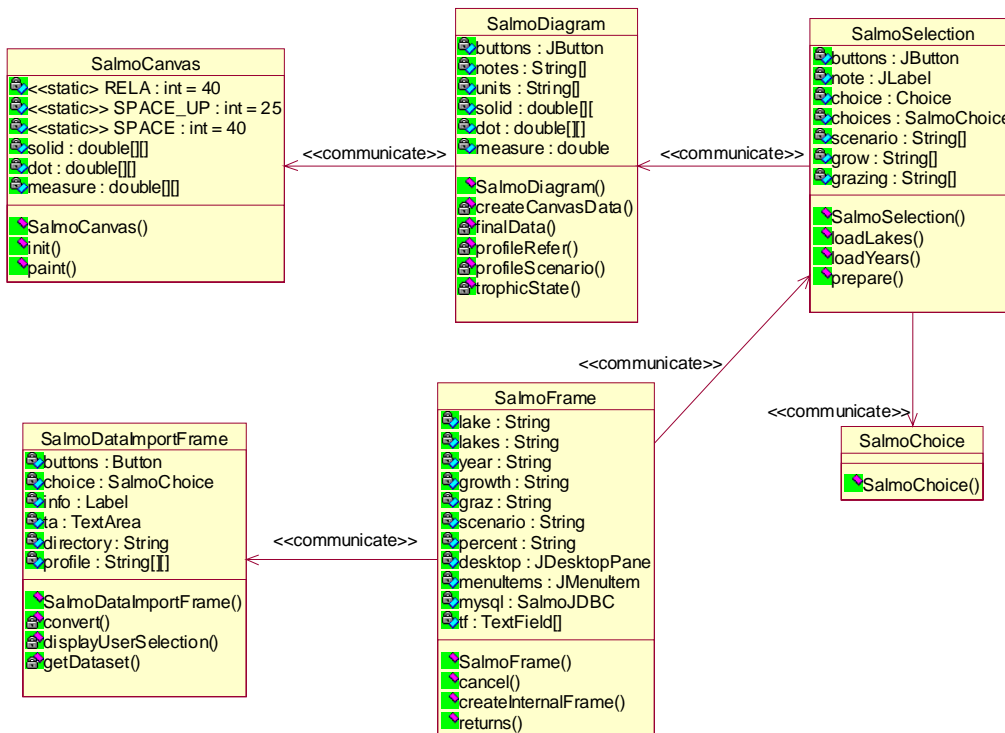 SalmoCanvas
<<static> RELA : int = 40
<<static>> SPACE_UP : int = 25
<<static>> SPACE : int = 40
solid : double[][]
dot : double[][]
measure : double[][]
SalmoCanvas()
init()
paint()
<<communicate>>
SalmoDiagram
buttons : JButton
notes : String[]
units : String[]
solid : double[][
dot : double[][]
measure : double
SalmoDiagram()
createCanvasData()
finalData()
profileRefer()
profileScenario()
trophicState()
<<communicate>>
SalmoSelection
buttons : JButton
note : JLabel
choice : Choice
choices : SalmoChoice
scenario : String[]
grow : String[]
grazing : String[]
SalmoSelection()
loadLakes()
loadYears()
prepare()
<<communicate>>
<<communicate>>
SalmoChoice
SalmoChoice()
SalmoFrame
lake : String
lakes : String
year : String
growth : String
graz : String
scenario : String
percent : String
desktop : JDesktopPane
menuItems : JMenuItem
mysql : SalmoJDBC
tf : TextField[]
SalmoFrame()
cancel()
createInternalFrame()
returns()
<<communicate>>
SalmoDataImportFrame
buttons : Button
choice : SalmoChoice
info : Label
ta : TextArea
directory : String
profile : String[][]
SalmoDataImportFrame()
convert()
displayUserSelection()
getDataset()